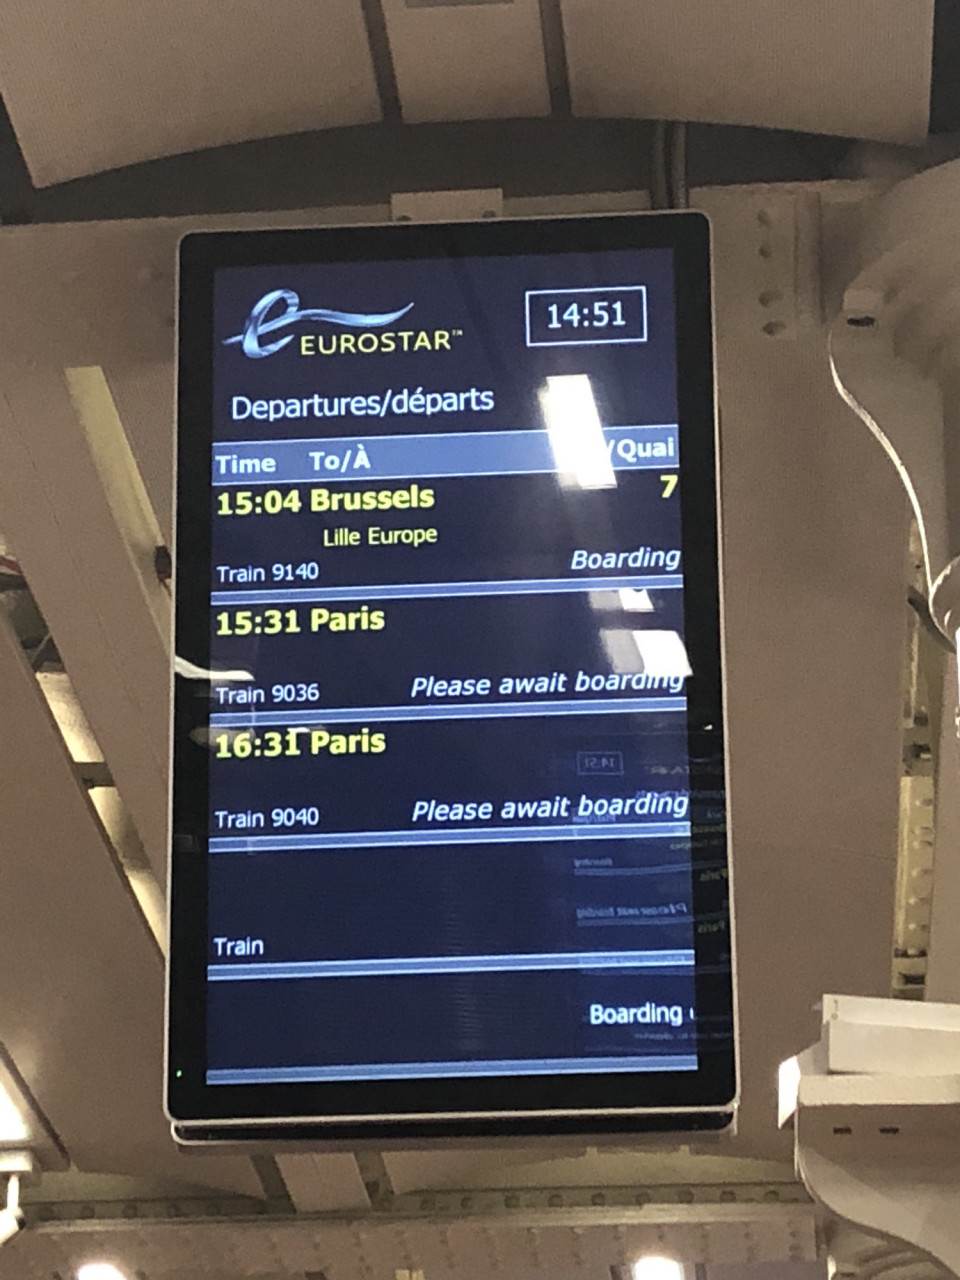 EUROSTAR™
14:51
Departures/départs
Time To/À /Quai
15:04 Brussels 7
Lille Europe
Train 9140 Boarding
15:31 Paris
Train 9036 Please await boarding
16:31 Paris
Train 9040 Please await boarding
Train
Boarding